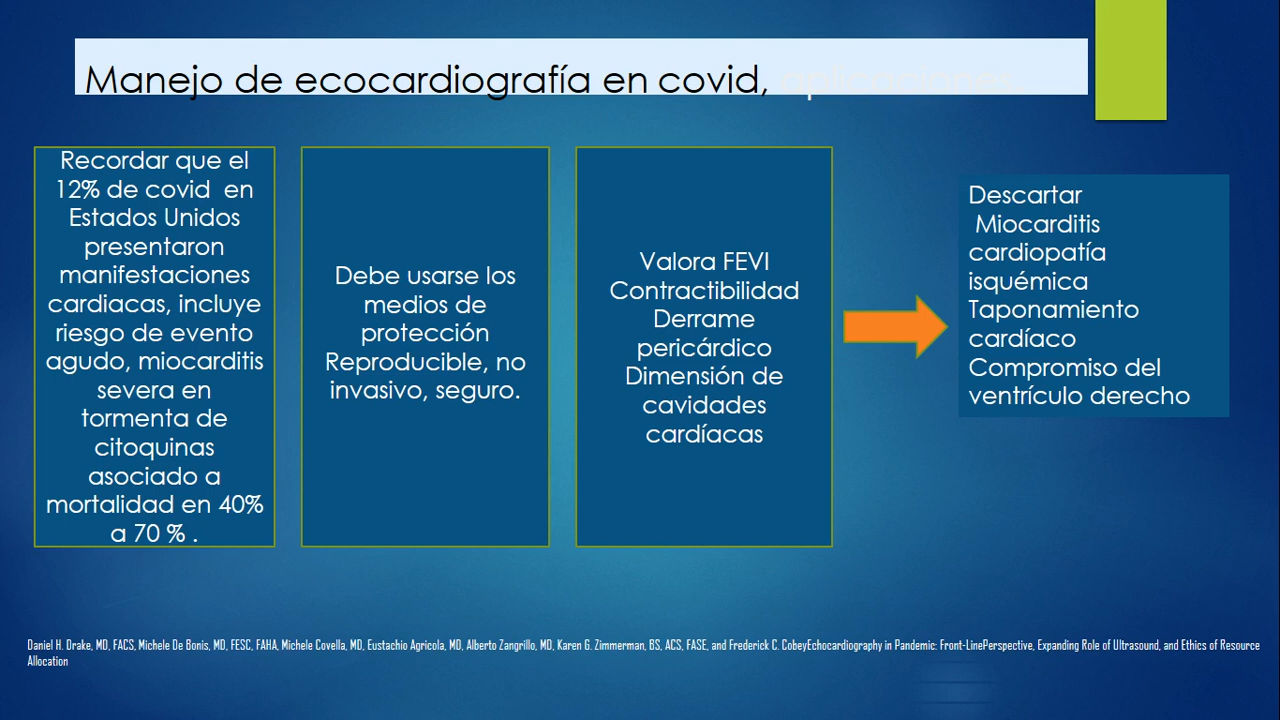 Manejo de ecocardiografía en covid, aplicaciones
Recordar que el
12% de covid en
Estados Unidos
presentaron
manifestaciones
cardiacas, incluye
riesgo de evento
agudo, miocarditis
severa en
tormenta de
citoquinas
asociado a
mortalidad en 40%
a 70 % .
Debe usarse los
medios de
protección
Reproducible, no
invasivo, seguro.
Valora FEVI
Contractibilidad
Derrame
pericárdico
Dimensión de
cavidades
cardíacas
Descartar
Miocarditis
cardiopatía
isquémica
Taponamiento
cardíaco
Compromiso del
ventrículo derecho
Daniel H. Drake, MD, FACS, Michele De Bonis, MD, FESC, FAHA, Michele Covella, MD, Eustachio Agricola, MD, Alberto Zangrillo, MD, Karen G. Zimmerman, BS, ACS, FASE, and Frederick C. CobeyEchocardiography in Pandemic: Front-LinePerspective, Expanding Role of Ultrasound, and Ethics of Resource
Allocation